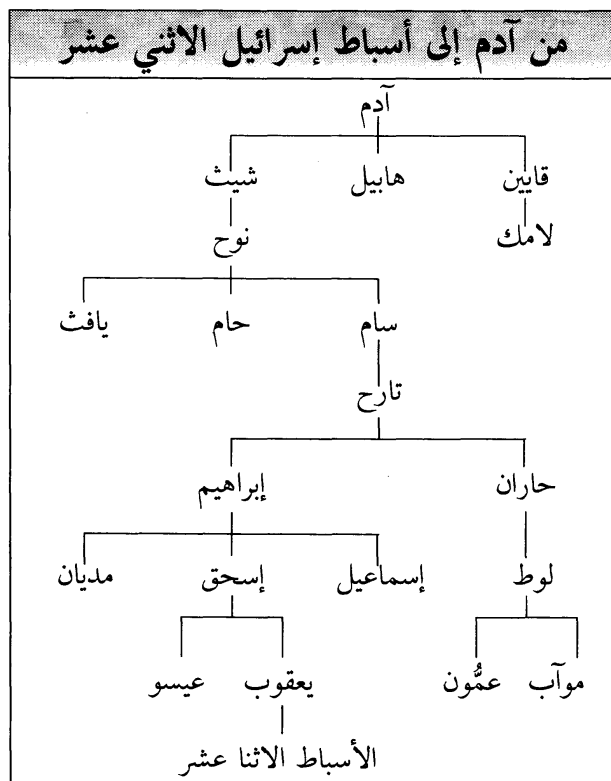 من آدم إلى أسباط إسرائيل الاثني عشر
آدم
قايين هابيل شيث
لامك نوح
سام حام يافث
تارح
حاران إبراهيم
لوط إسماعيل إسحق مديان
موآب عمُّون يعقوب عيسو
الأسباط الاثنا عشر